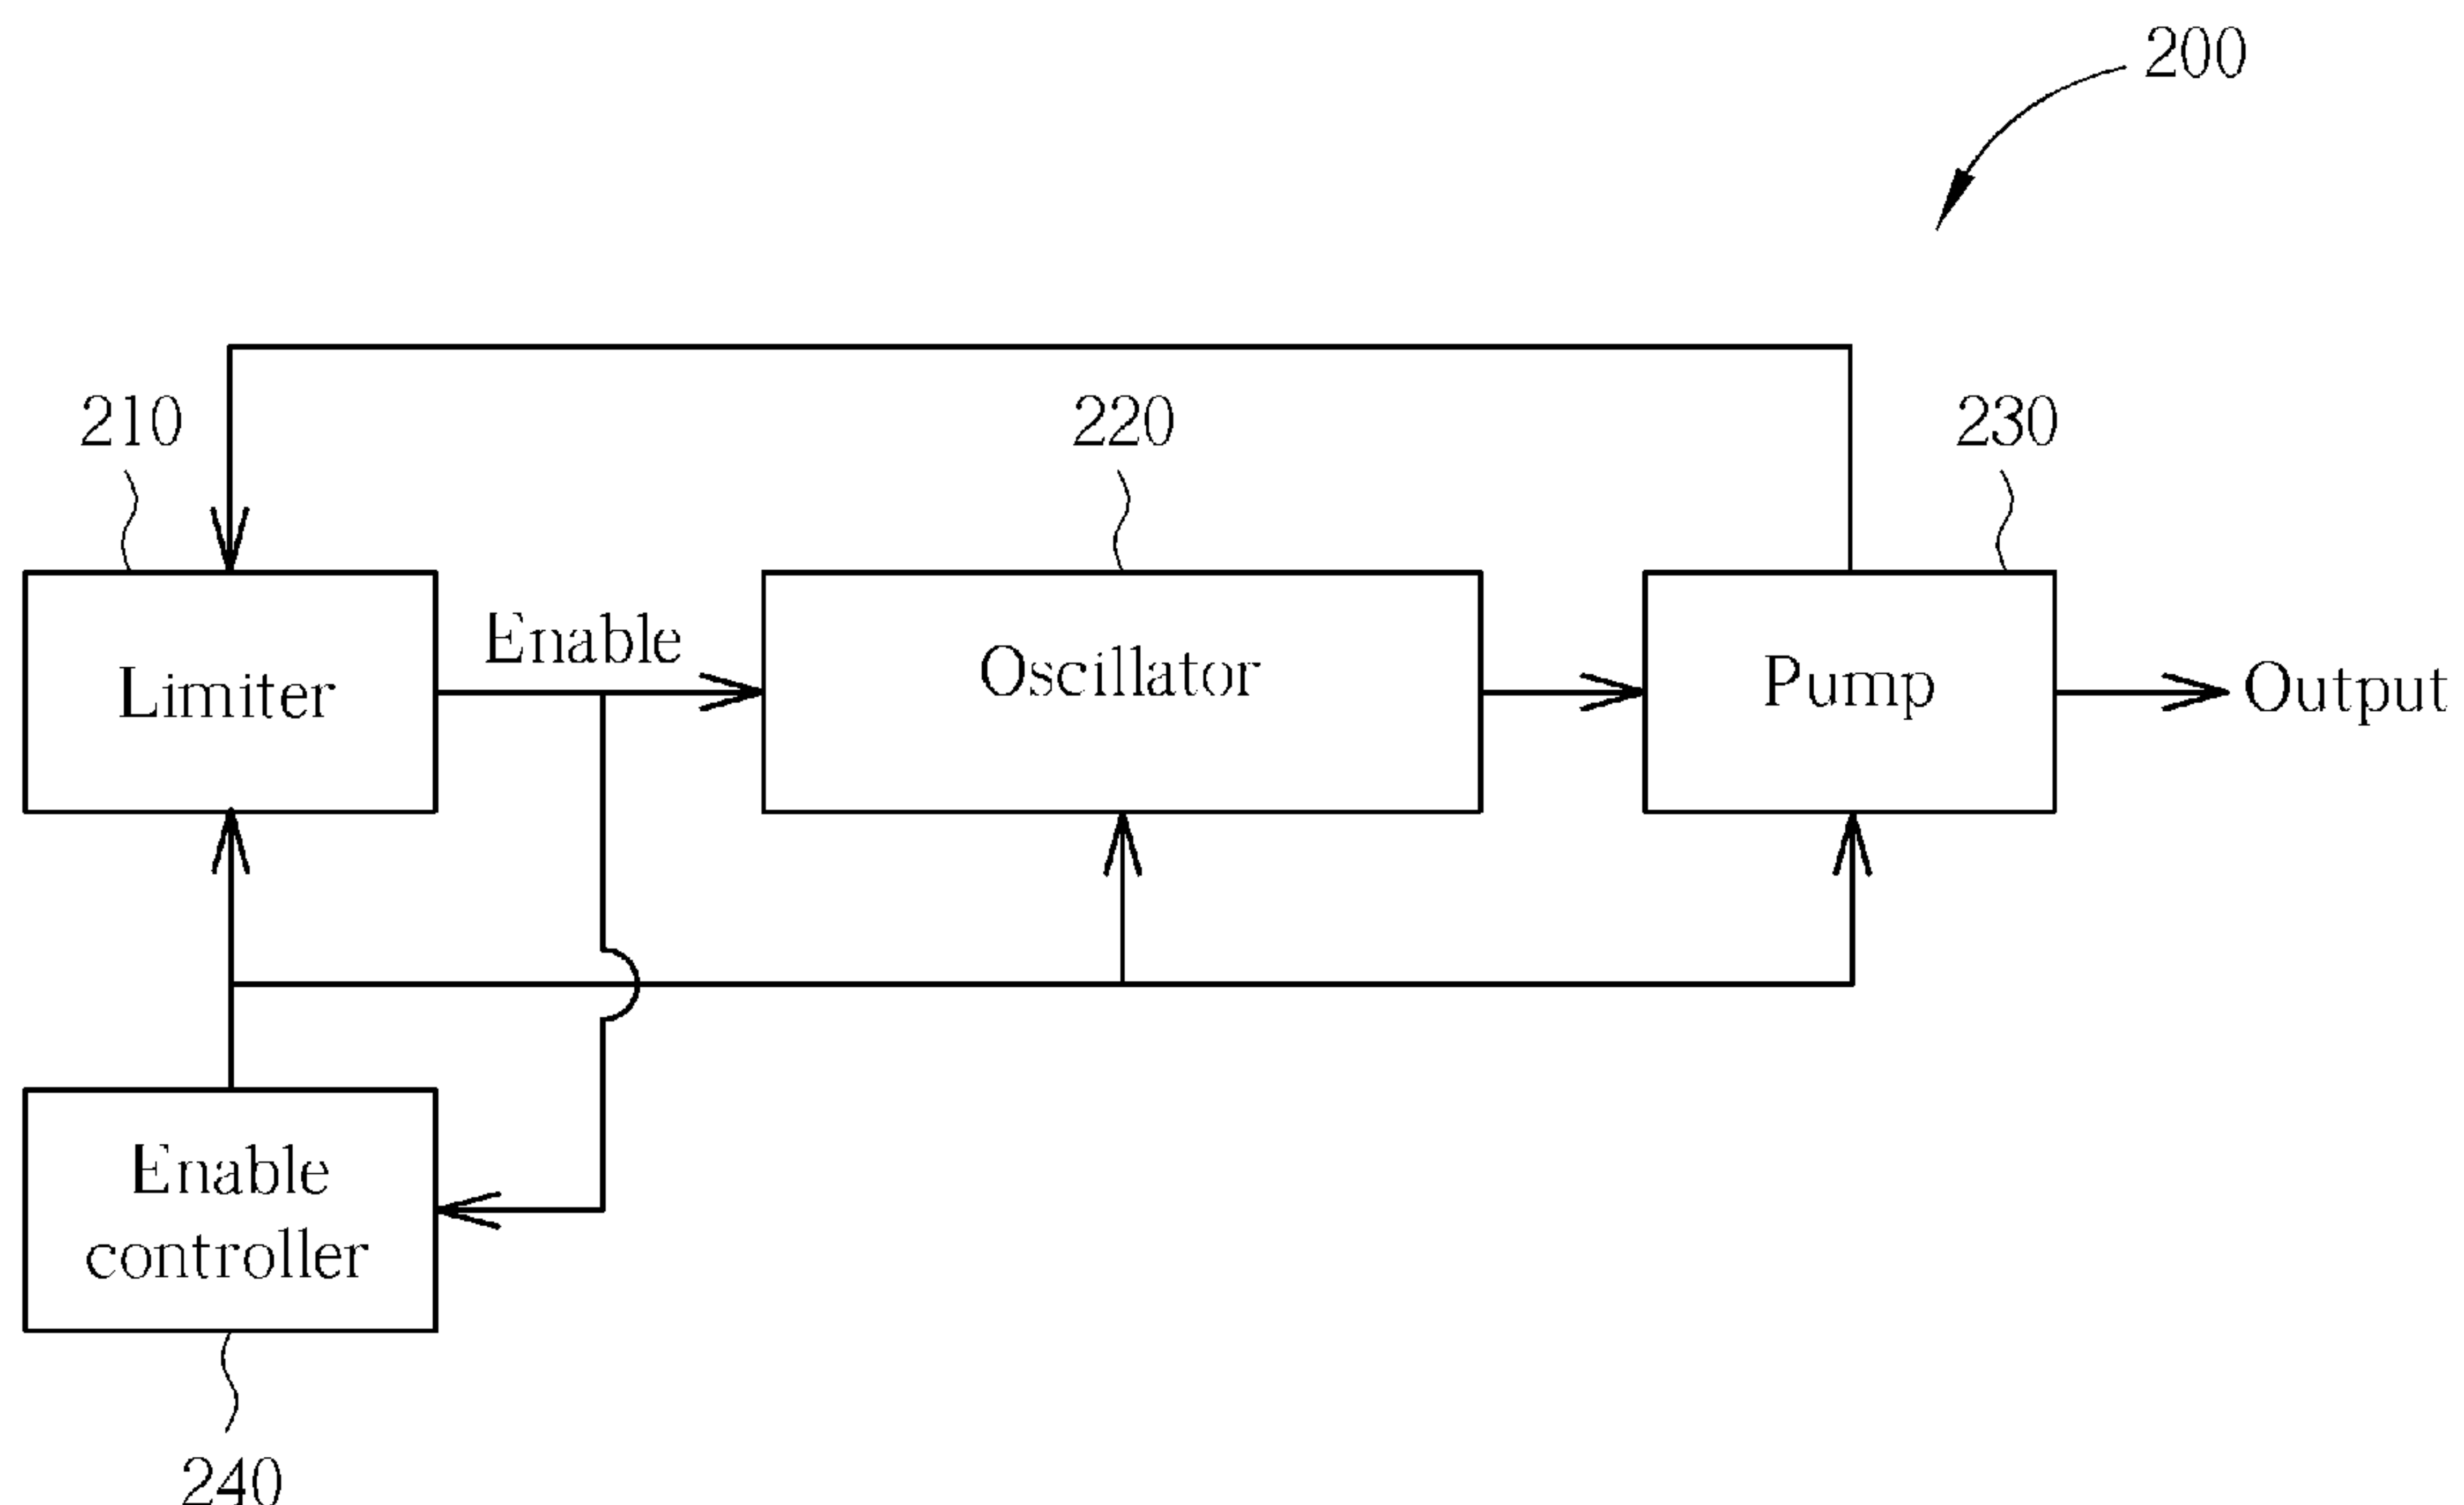 200
210
220
230
Enable
Limiter
Oscillator
Pump
Output
Enable
controller
240